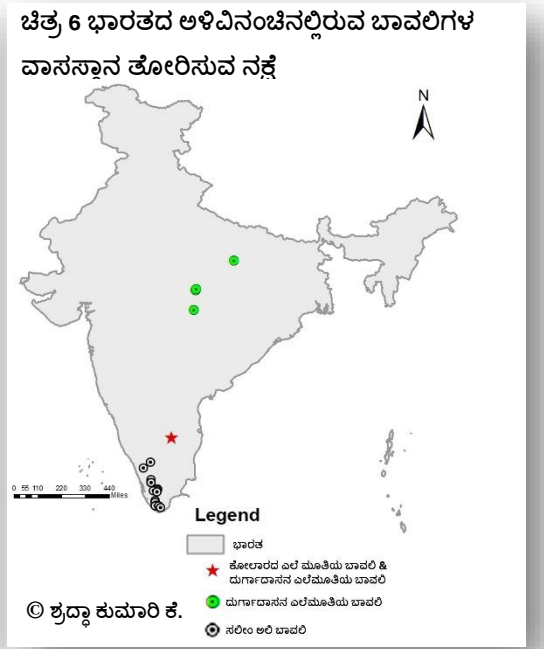 ಚಿತ್ರ 6 ಭಾರತದ ಅಳಿವಿನಂಚಿನಲ್ಲಿರುವ ಬಾವಲಿಗಳ
ವಾಸಸ್ಥಾನ ತೋರಿಸುವ ನಕ್ಷೆ
N
0 55 110 220 330 440
Miles
Legend
ಭಾರತ
ಕೋಲಾರದ ಎಲೆ ಮೂತಿಯ ಬಾವಲಿ &
ದುರ್ಗಾದಾಸನ ಎಲೆಮೂತಿಯ ಬಾವಲಿ
ದುರ್ಗಾದಾಸನ ಎಲೆಮೂತಿಯ ಬಾವಲಿ
ಸಲೀಂ ಅಲಿ ಬಾವಲಿ
© ಶ್ರದ್ಧಾ ಕುಮಾರಿ ಕೆ.